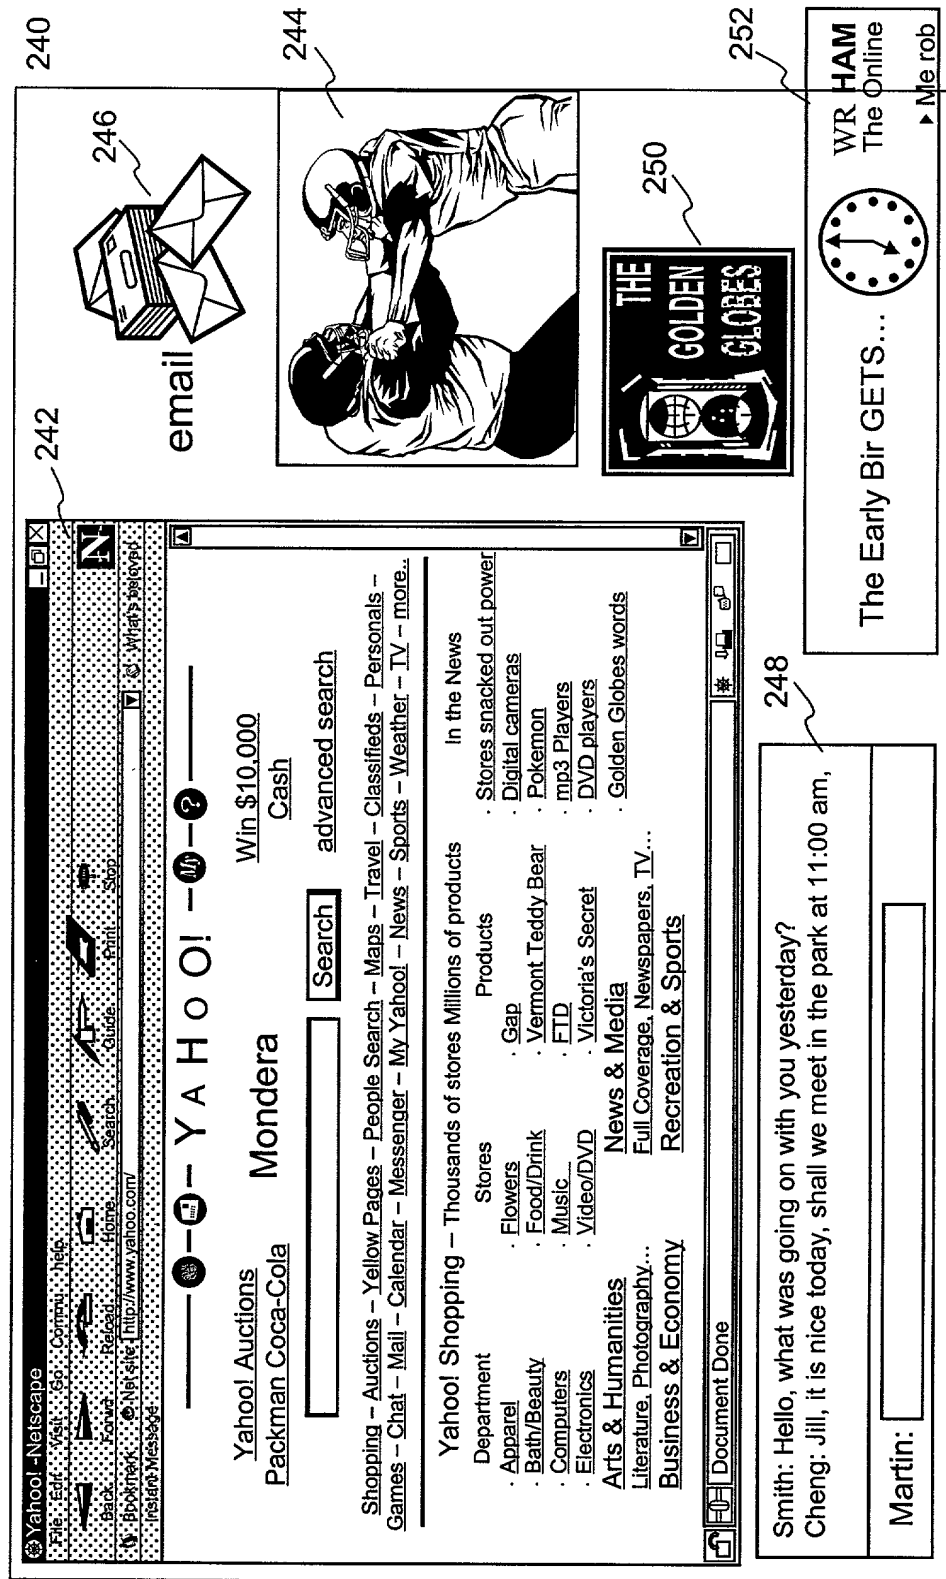 240
242
Yahoo! -Netscape
File Edit Visit Go Commu help
Back Forwd Reload Home Search Guide Print Stop
N
Bookmark Net site: http://www.yahoo.com/ What's beloved
Instant Message
YAHOO! My ?
Yahoo! Auctions
Packman Coca-Cola
Mondera
Win $10,000
Cash
Search advanced search
Shopping – Auctions – Yellow Pages – People Search – Maps – Travel – Classifieds – Personals –
Games – Chat – Mail – Calendar – Messenger – My Yahoo! – News – Sports – Weather – TV – more..
Yahoo! Shopping – Thousands of stores Millions of products
Department Stores Products In the News
· Apparel · Flowers · Gap · Stores snacked out power
· Bath/Beauty · Food/Drink · Vermont Teddy Bear · Digital cameras
· Computers · Music · FTD · Pokemon
· Electronics · Video/DVD · Victoria's Secret · mp3 Players
· DVD players
· Golden Globes words
Arts & Humanities News & Media
Literature, Photography... Full Coverage, Newspapers, TV...
Business & Economy Recreation & Sports
Document Done
246
email
244
250
THE
GOLDEN
GLOBES
248
Smith: Hello, what was going on with you yesterday?
Cheng: Jill, it is nice today, shall we meet in the park at 11:00 am,
Martin:
252
The Early Bir GETS...
WR HAM
The Online
Me rob